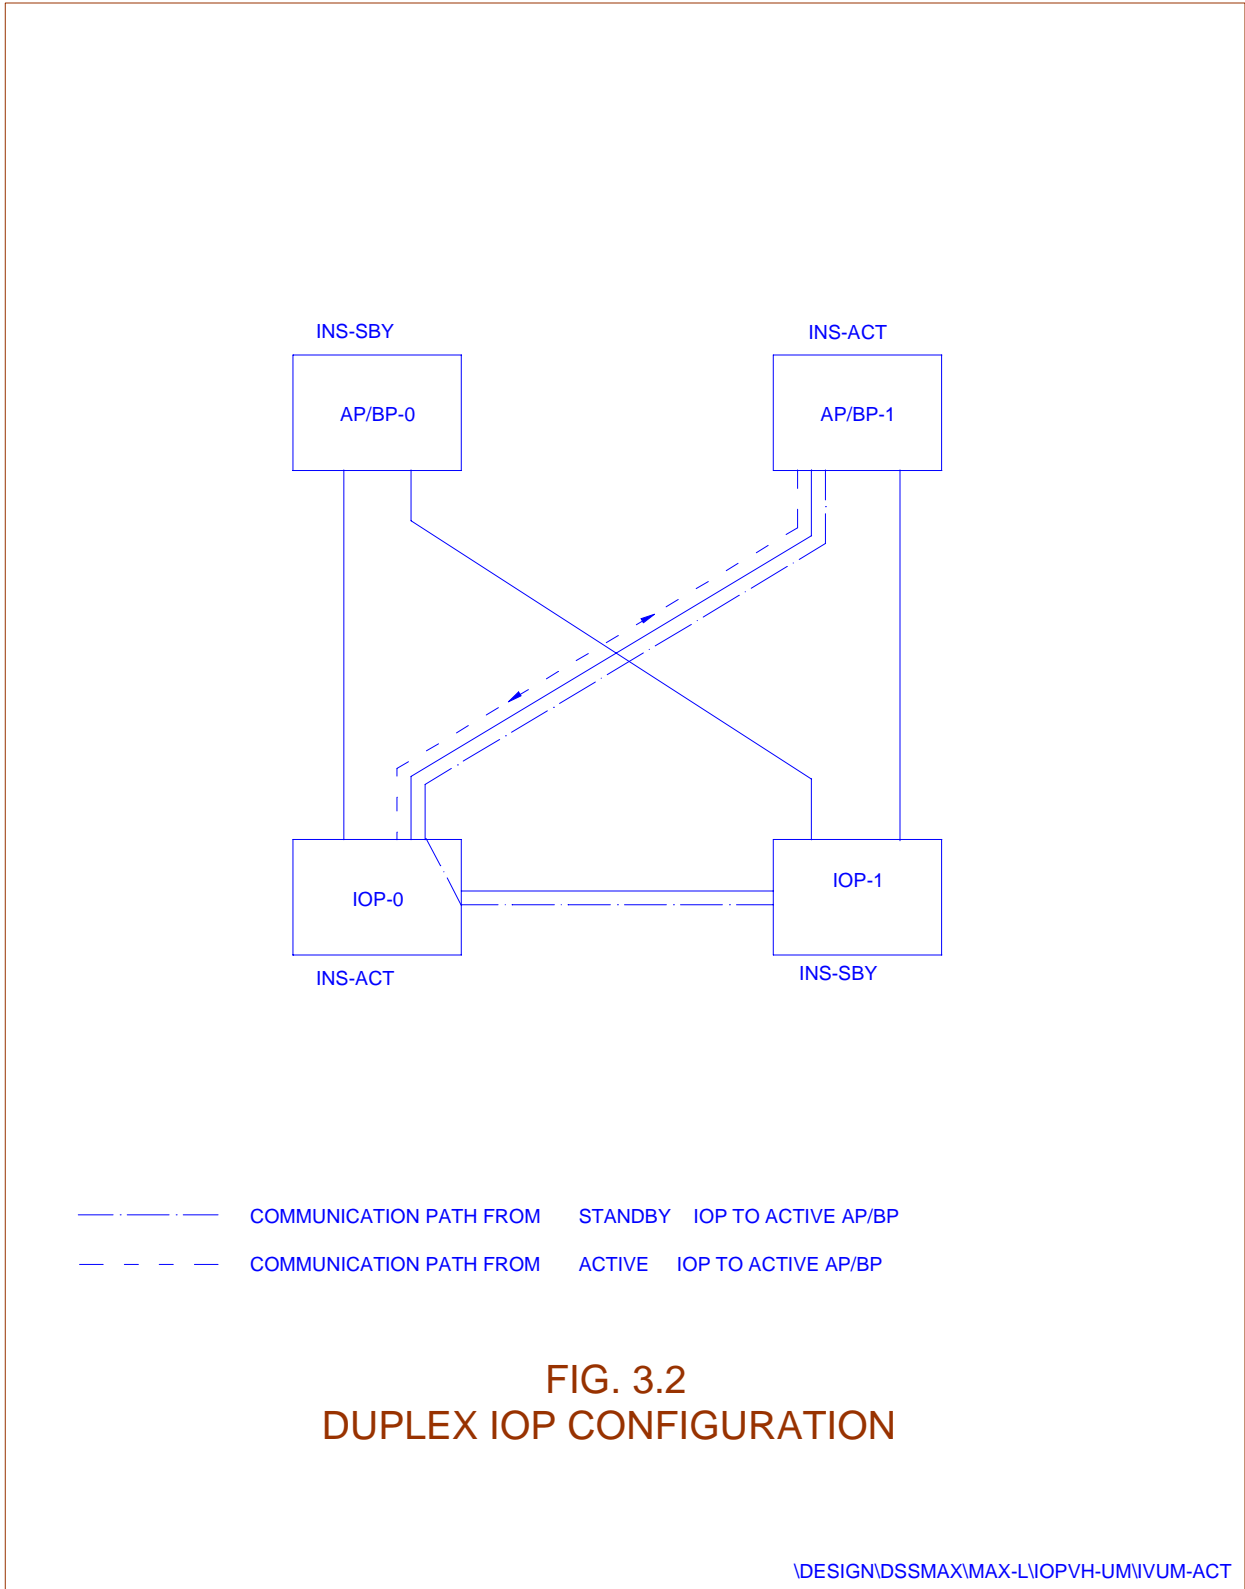 INS-SBY
INS-ACT
AP/BP-0
AP/BP-1
IOP-0
IOP-1
INS-ACT
INS-SBY
COMMUNICATION PATH FROM STANDBY IOP TO ACTIVE AP/BP
COMMUNICATION PATH FROM ACTIVE IOP TO ACTIVE AP/BP
FIG. 3.2
DUPLEX IOP CONFIGURATION
\DESIGN\DSSMAX\MAX-L\IOPVH-UM\IVUM-ACT